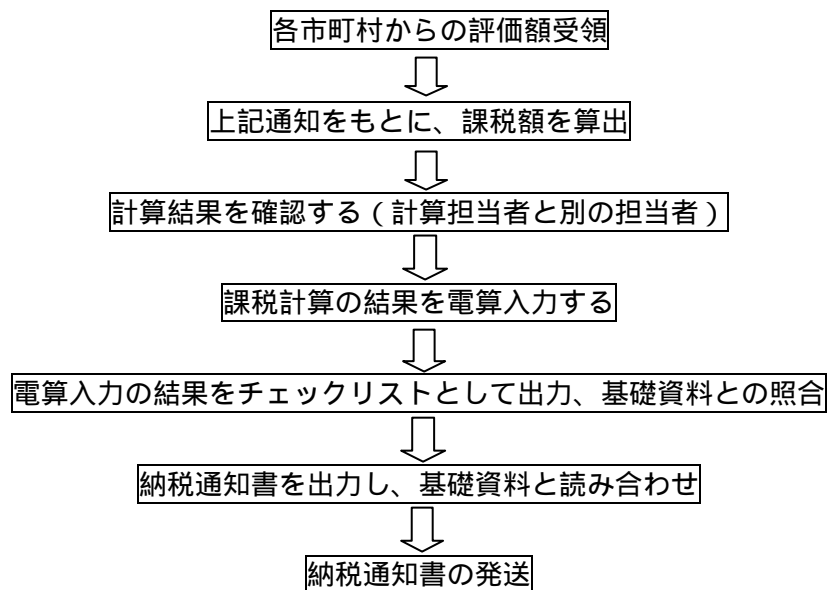 各市町村からの評価額受領
上記通知をもとに、課税額を算出
計算結果を確認する（計算担当者と別の担当者）
課税計算の結果を電算入力する
電算入力の結果をチェックリストとして出力、基礎資料との照合
納税通知書を出力し、基礎資料と読み合わせ
納税通知書の発送